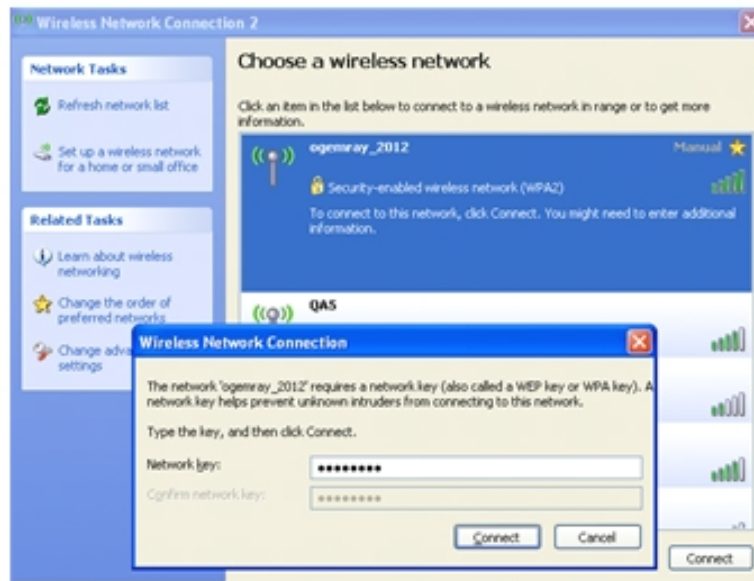 Wireless Network Connection 2
Network Tasks
Refresh network list
Set up a wireless network
for a home or small office
Related Tasks
Learn about wireless
networking
Change the order of
preferred networks
Change adva
settings
Choose a wireless network
Click an item in the list below to connect to a wireless network in range or to get more
information.
ogemray_2012
Manual
Security-enabled wireless network (WPA2)
To connect to this network, click Connect. You might need to enter additional
information.
QA5
Wireless Network Connection
The network 'ogemray_2012' requires a network key (also called a WEP key or WPA key). A
network key helps prevent unknown intruders from connecting to this network.
Type the key, and then click Connect.
Network key:
Confirm network key:
Connect
Cancel
Connect